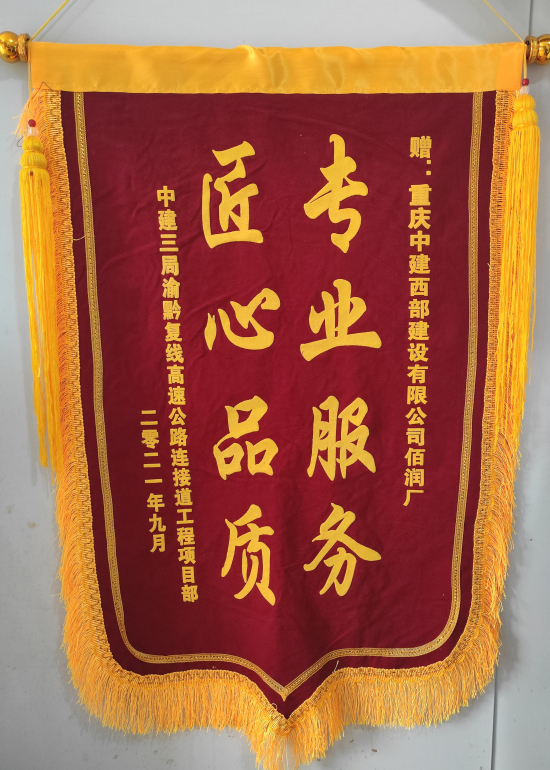 赠：重庆中建西部建设有限公司佰润厂
专业服务
匠心品质
中建三局渝黔复线高速公路连接道工程项目部
二零二一年九月